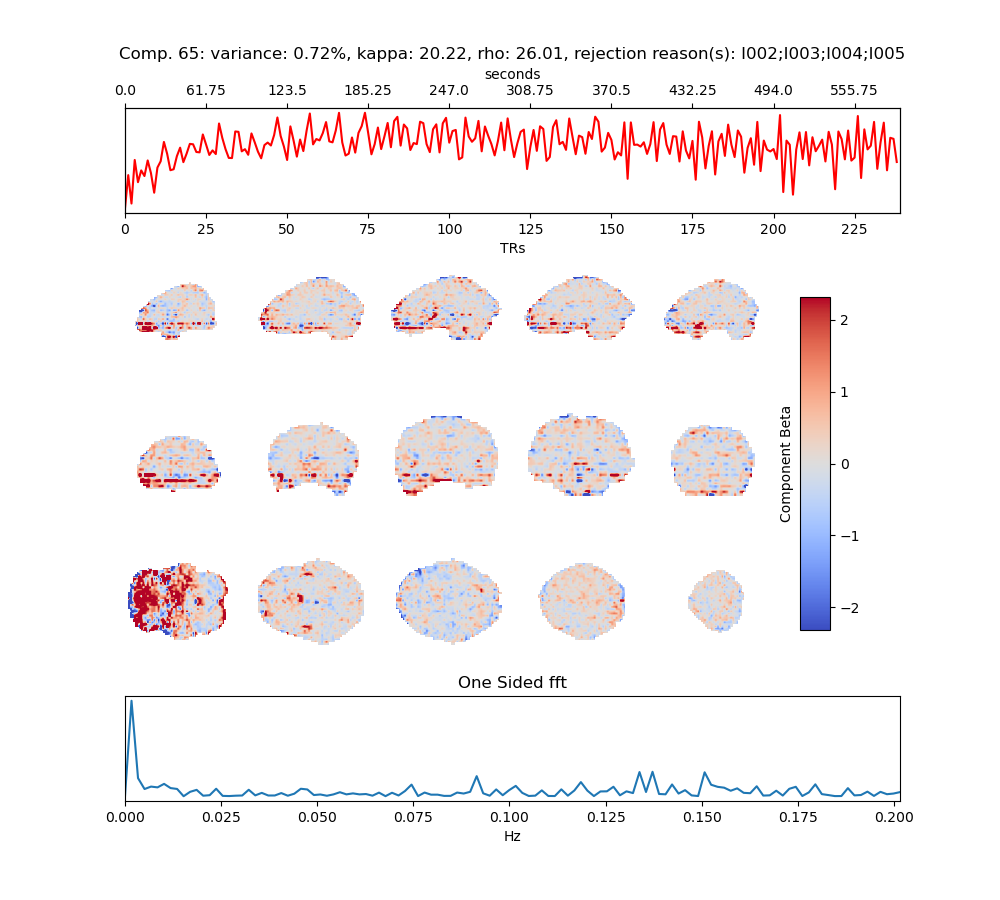 Comp. 65: variance: 0.72%, kappa: 20.22, rho: 26.01, rejection reason(s): I002;I003;I004;I005
seconds
0.0 61.75 123.5 185.25 247.0 308.75 370.5 432.25 494.0 555.75
0 25 50 75 100 125 150 175 200 225
TRs
2
1
0
−1
−2
Component Beta
One Sided fft
0.000 0.025 0.050 0.075 0.100 0.125 0.150 0.175 0.200
Hz